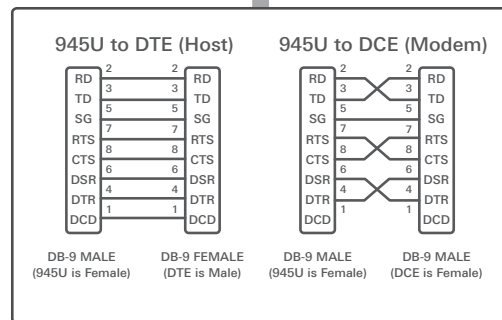 945U to DTE (Host)
2 2
RD RD
3 3
TD TD
5 5
SG SG
7 7
RTS RTS
8 8
CTS CTS
6 6
DSR DSR
4 4
DTR DTR
1 1
DCD DCD
DB-9 MALE DB-9 FEMALE
(945U is Female) (DTE is Male)
945U to DCE (Modem)
2 2
RD RD
3 3
TD TD
5 5
SG SG
7 7
RTS RTS
8 8
CTS CTS
6 6
DSR DSR
4 4
DTR DTR
1 1
DCD DCD
DB-9 MALE DB-9 MALE
(945U is Female) (DCE is Female)